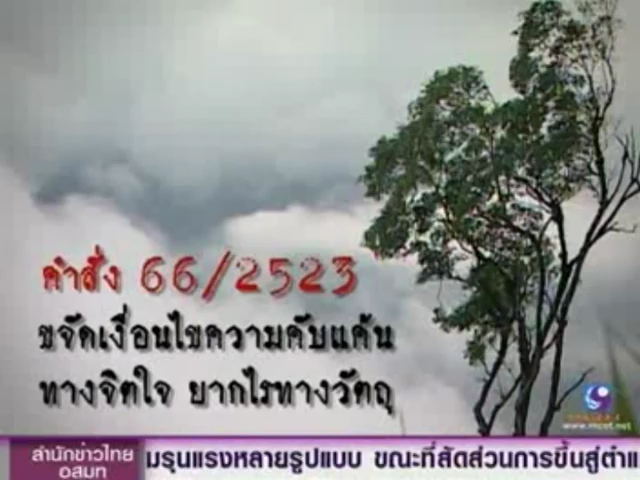 คำสั่ง 66/2523
ขจัดเงื่อนไขความคับแค้น
ทางจิตใจ ยากไร้ทางวัตถุ
www.mcot.net
สำนักข่าวไทย
อสมท
มรุนแรงหลายรูปแบบ ขณะที่สัดส่วนการขึ้นสู่ตำแ